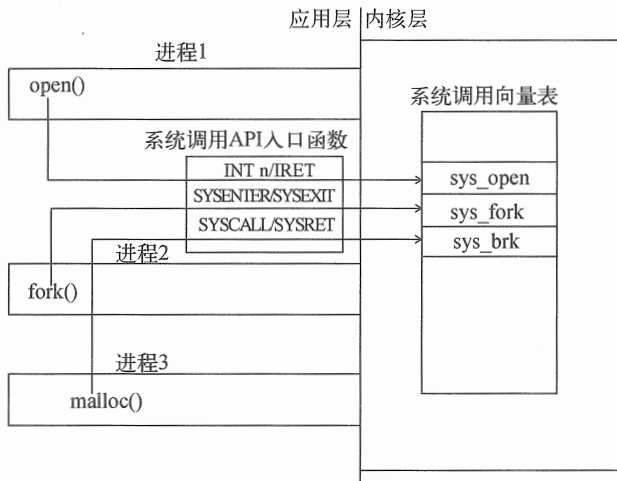 应用层 内核层
进程1
open()
系统调用向量表
系统调用API入口函数
INT n/IRET
sys_open
SYSENTER/SYSEXIT
sys_fork
SYSCALL/SYSRET
sys_brk
进程2
fork()
进程3
malloc()